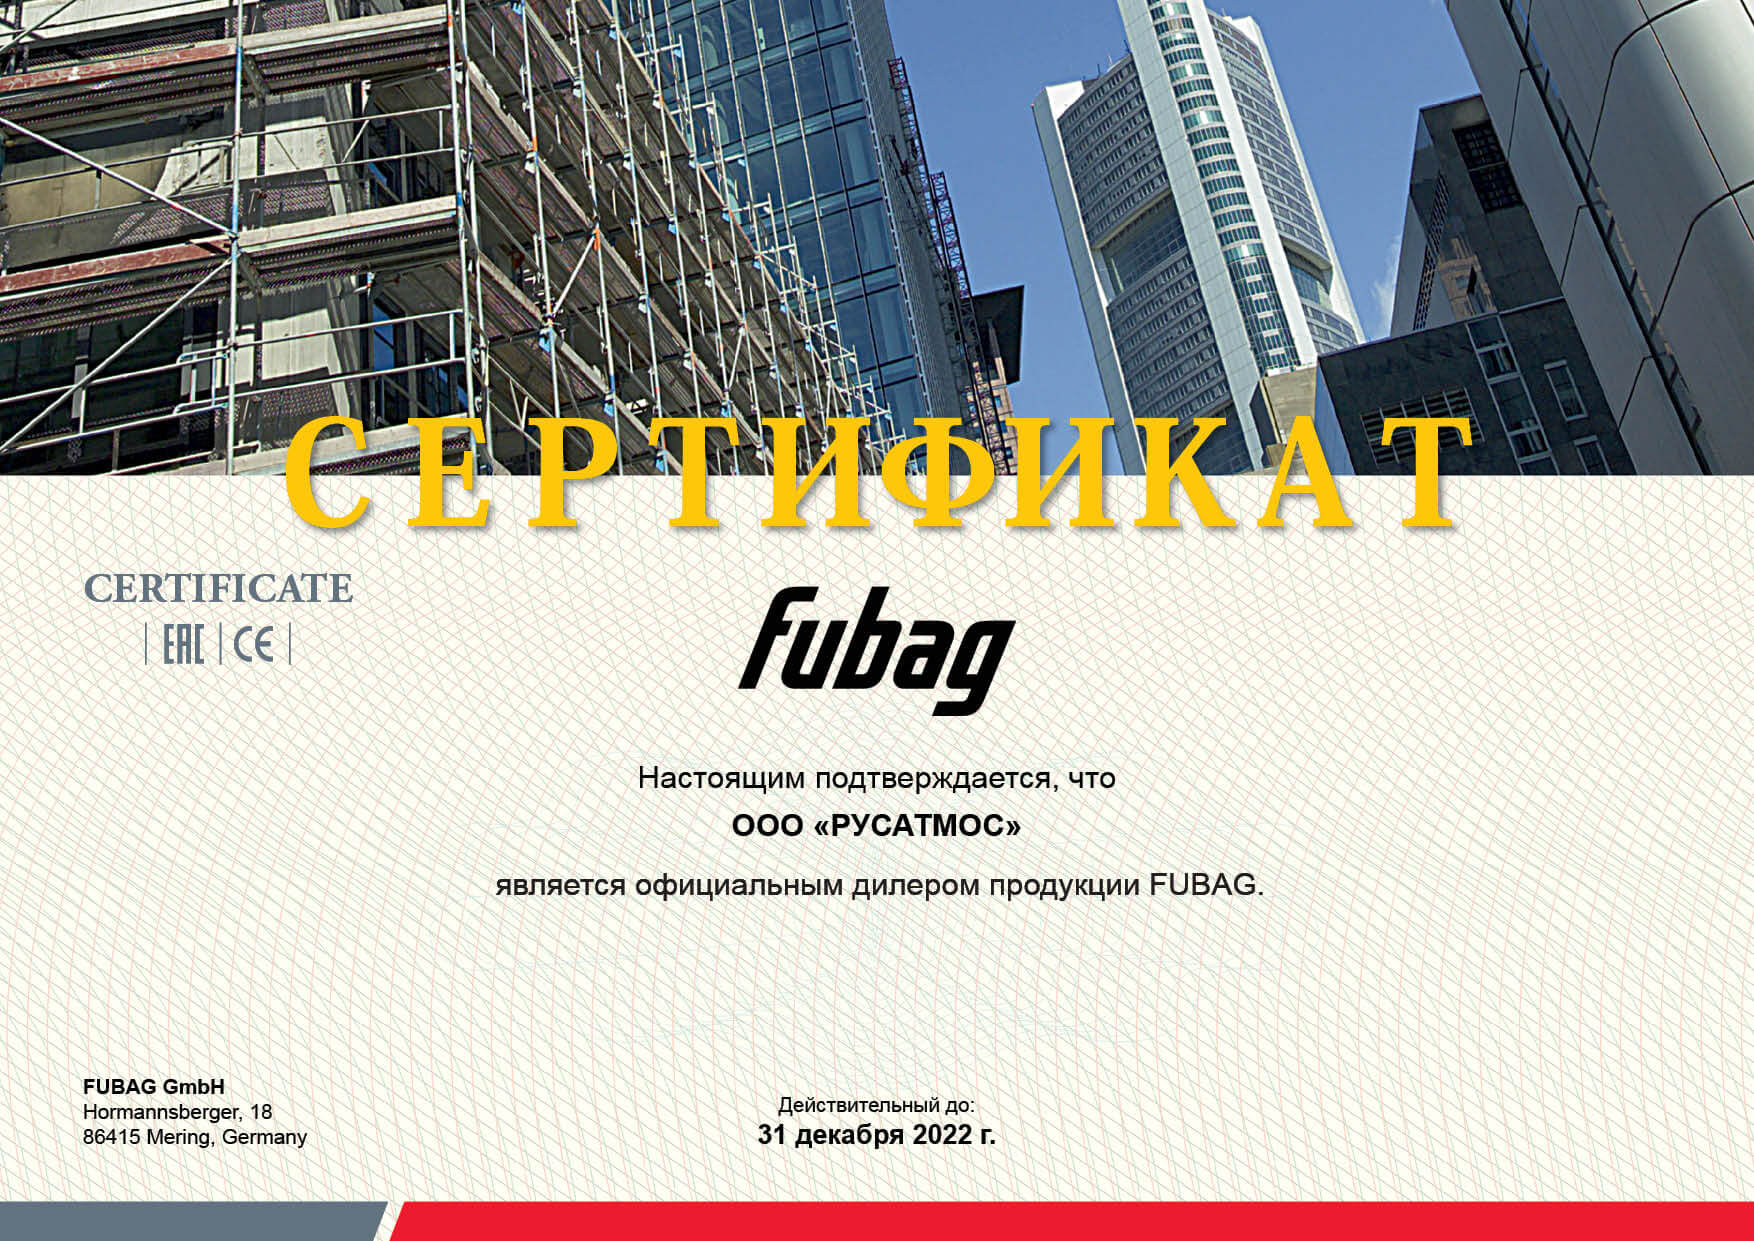 СЕРТИФИКАТ
CERTIFICATE
EAC CE
fubag
Настоящим подтверждается, что
ООО «РУСАТМОС»
является официальным дилером продукции FUBAG.
FUBAG GmbH
Hormannsberger, 18
86415 Mering, Germany
Действительный до:
31 декабря 2022 г.